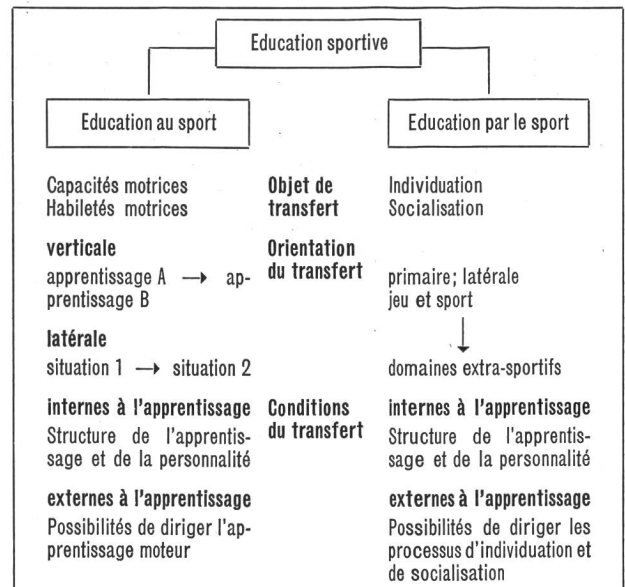 Education sportive
Education au sport
Education par le sport
Capacités motrices
Habiletés motrices
Objet de
transfert
Individuation
Socialisation
verticale
apprentissage A → ap-
prentissage B
Orientation
du transfert
primaire; latérale
jeu et sport
↓
latérale
situation 1 → situation 2
domaines extra-sportifs
internes à l'apprentissage
Structure de l'apprentis-
sage et de la personnalité
Conditions
du transfert
internes à l'apprentissage
Structure de l'apprentis-
sage et de la personnalité
externes à l'apprentissage
Possibilités de diriger l'ap-
prentissage moteur
externes à l'apprentissage
Possibilités de diriger les
processus d'individuation et
de socialisation